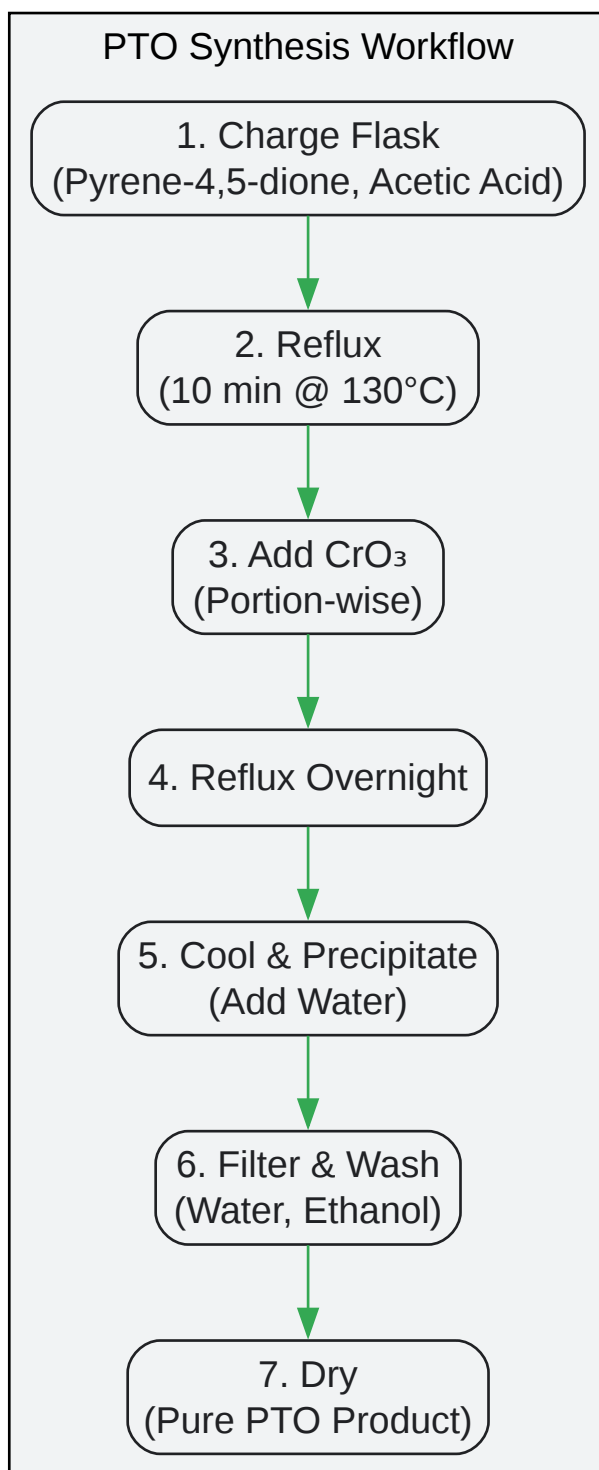 PTO Synthesis Workflow
1. Charge Flask
(Pyrene-4,5-dione, Acetic Acid)
2. Reflux
(10 min @ 130°C)
3. Add CrO₃
(Portion-wise)
4. Reflux Overnight
5. Cool & Precipitate
(Add Water)
6. Filter & Wash
(Water, Ethanol)
7. Dry
(Pure PTO Product)